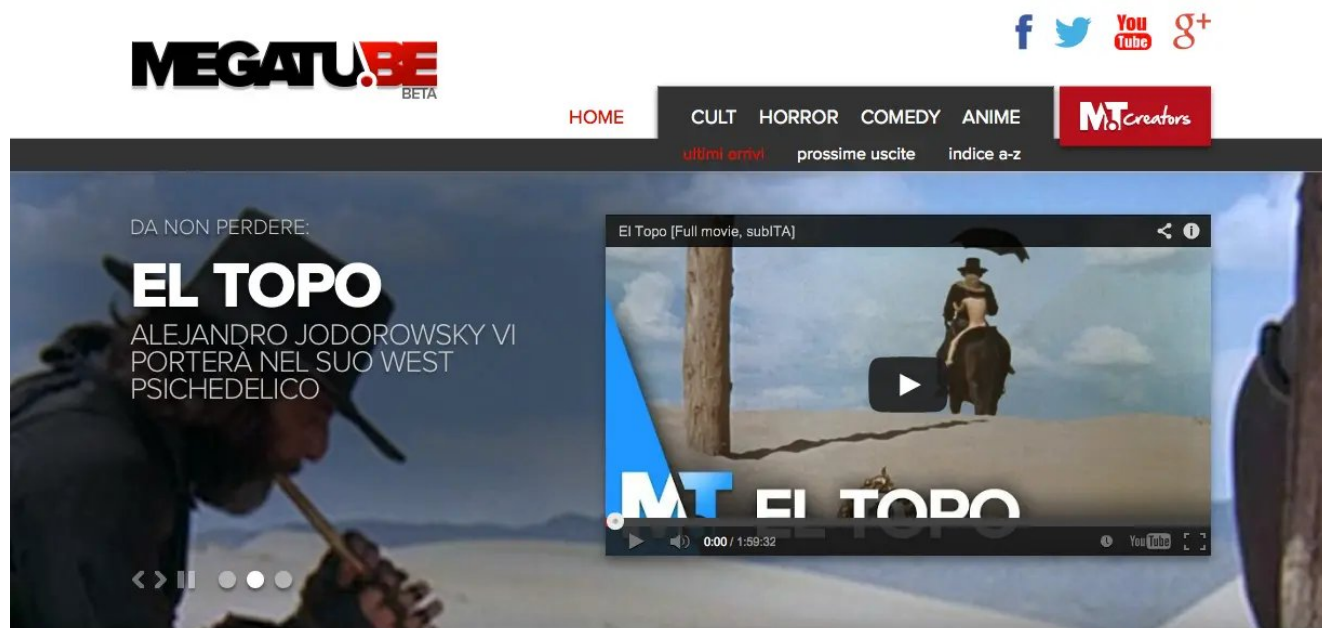 MEGATU.BE
BETA
f
You
Tube
g+
HOME
CULT HORROR COMEDY ANIME
M.T creators
ultimi arrivi prossime uscite indice a-z
DA NON PERDERE:
EL TOPO
ALEJANDRO JODOROWSKY VI
PORTERÀ NEL SUO WEST
PSICHEDELICO
El Topo [Full movie, subITA]
MT EL TOPO
0:00 / 1:59:32
YouTube